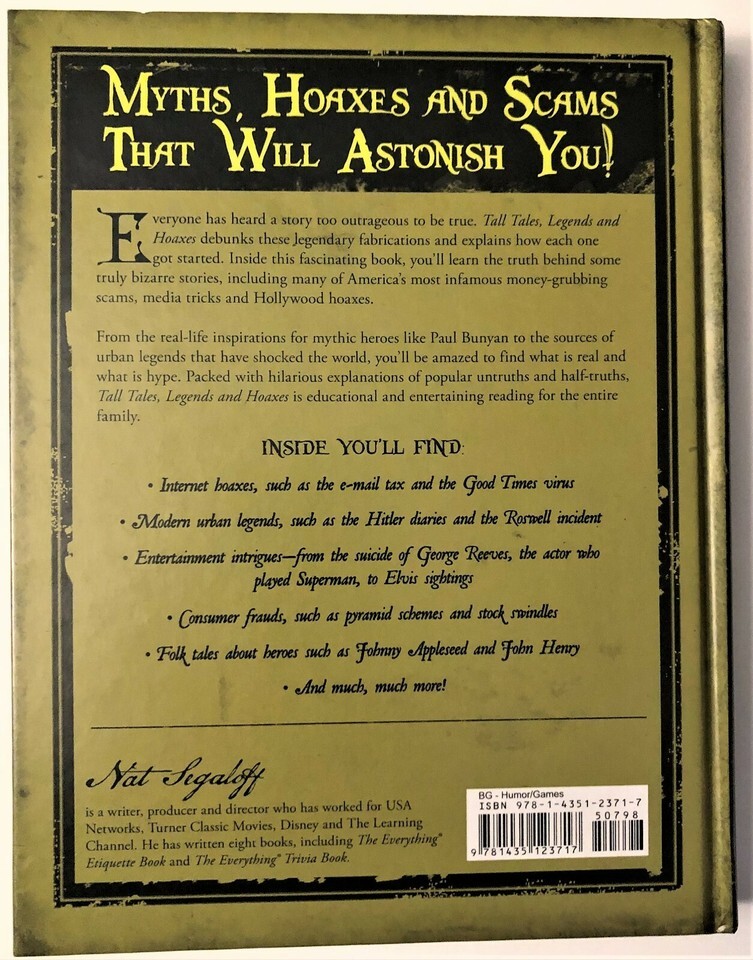 MYTHS, HOAXES AND SCAMS
THAT WILL ASTONISH YOU!
Everyone has heard a story too outrageous to be true. Tall Tales, Legends and
Hoaxes debunks these legendary fabrications and explains how each one
got started. Inside this fascinating book, you'll learn the truth behind some
truly bizarre stories, including many of America's most infamous money-grubbing
scams, media tricks and Hollywood hoaxes.
From the real-life inspirations for mythic heroes like Paul Bunyan to the sources of
urban legends that have shocked the world, you'll be amazed to find what is real and
what is hype. Packed with hilarious explanations of popular untruths and half-truths,
Tall Tales, Legends and Hoaxes is educational and entertaining reading for the entire
family.
INSIDE YOU'LL FIND:
• Internet hoaxes, such as the e-mail tax and the Good Times virus
• Modern urban legends, such as the Hitler diaries and the Roswell incident
• Entertainment intrigues—from the suicide of George Reeves, the actor who
played Superman, to Elvis sightings
• Consumer frauds, such as pyramid schemes and stock swindles
• Folk tales about heroes such as Johnny Appleseed and John Henry
• And much, much more!
Nat Segaloff
is a writer, producer and director who has worked for USA
Networks, Turner Classic Movies, Disney and The Learning
Channel. He has written eight books, including The Everything®
Etiquette Book and The Everything® Trivia Book.
BG - Humor/Games
ISBN 978-1-4351-2371-7
50798
9 781435 123717